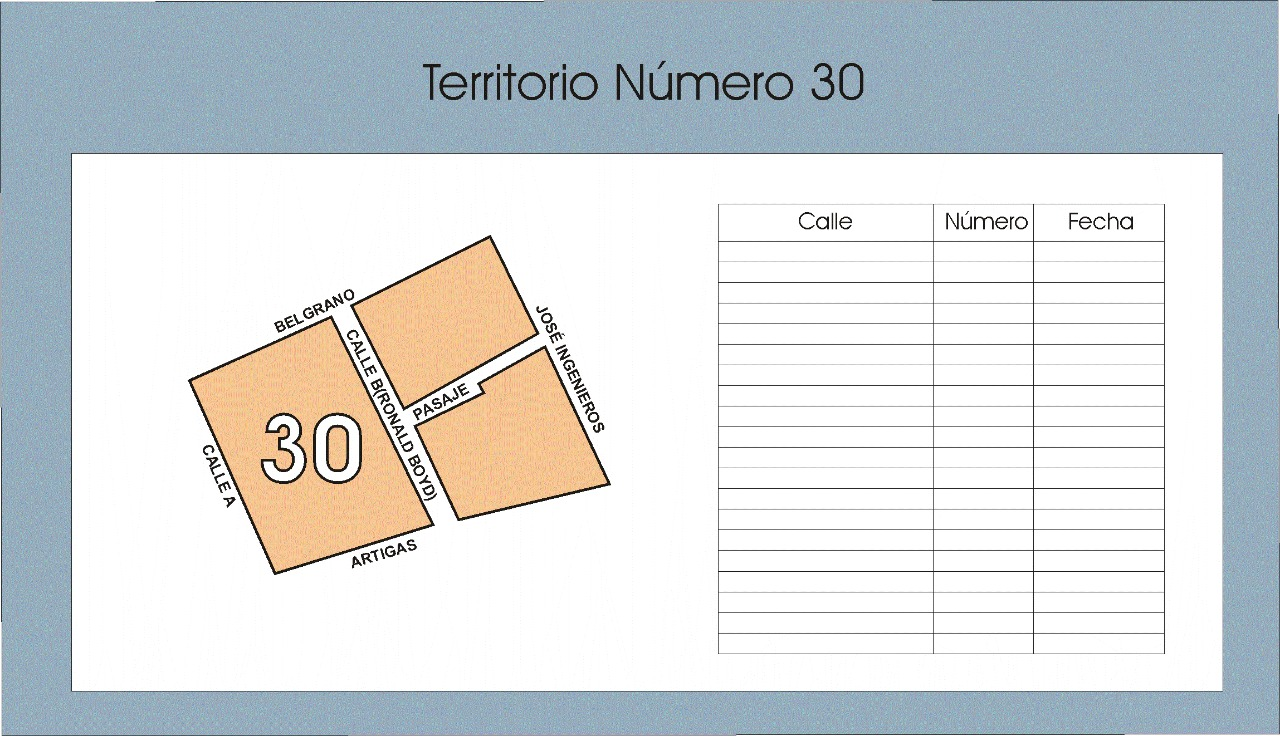 Territorio Número 30
BELGRANO
CALLE B(RONALD BOYD)
JOSÉ INGENIEROS
PASAJE
30
CALLE A
ARTIGAS
Calle Número Fecha